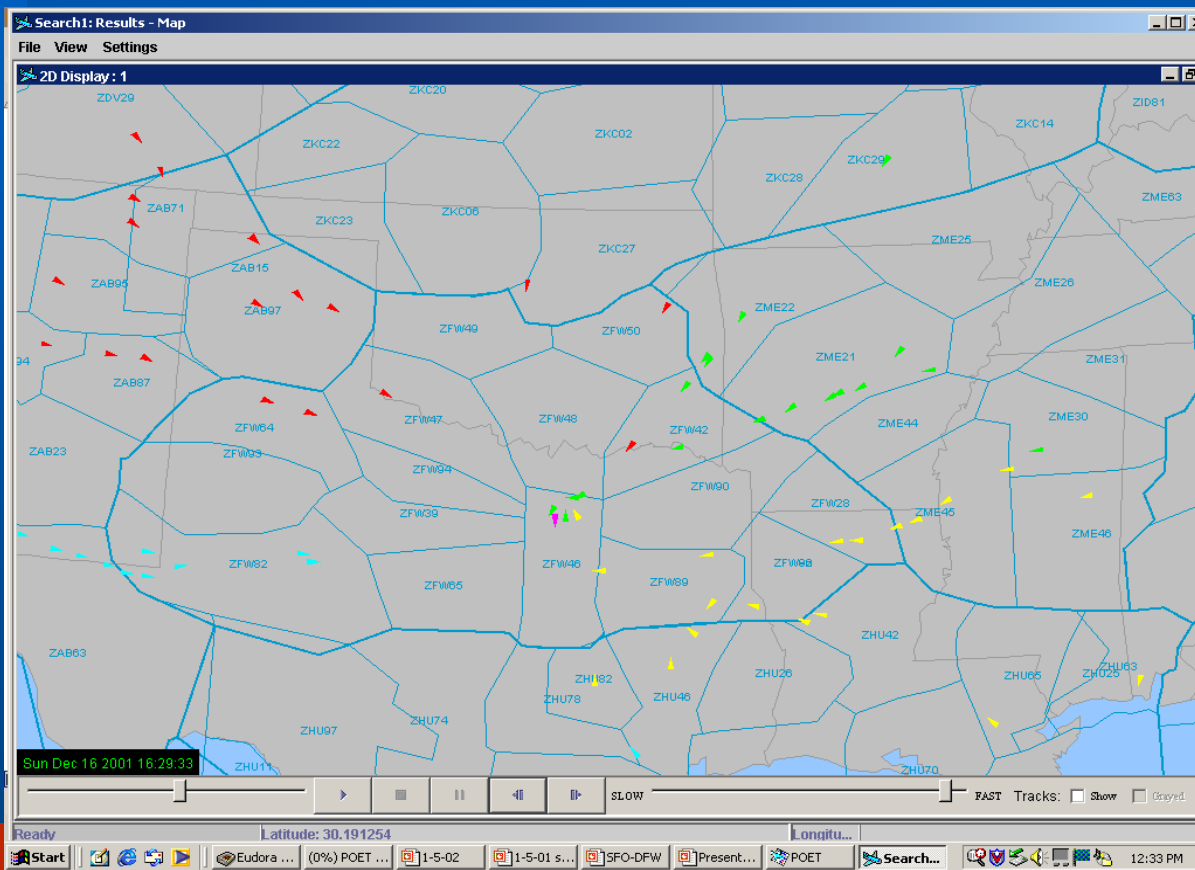 Search1: Results - Map
File View Settings
2D Display : 1
ZDV29
ZKC20
ZID81
ZKC22
ZKC02
ZKC14
ZKC29
ZKC28
ZAB71
ZKC23
ZKC06
ZME63
ZKC27
ZME25
ZAB15
ZAB95
ZAB97
ZME26
ZME22
ZFW49
ZFW50
94
ZAB87
ZME21
ZME31
ZFW64
ZFW47
ZFW48
ZFW42
ZME44
ZME30
ZAB23
ZFW93
ZFW94
ZFW90
ZFW28
ZFW39
ZME45
ZME46
ZFW82
ZFW65
ZFW46
ZFW89
ZAB63
ZHU42
ZHU82
ZHU78
ZHU46
ZHU26
ZHU65
ZHU25
ZHU63
ZHU97
ZHU74
Sun Dec 16 2001 16:29:33
ZHU11
ZHU70
SLOW FAST Tracks: Show Grayed
Ready Latitude: 30.191254 Longitu...
Start Eudora ... (0%) POET ... 1-5-02 1-5-01 s... SFO-DFW Present... POET Search... 12:33 PM